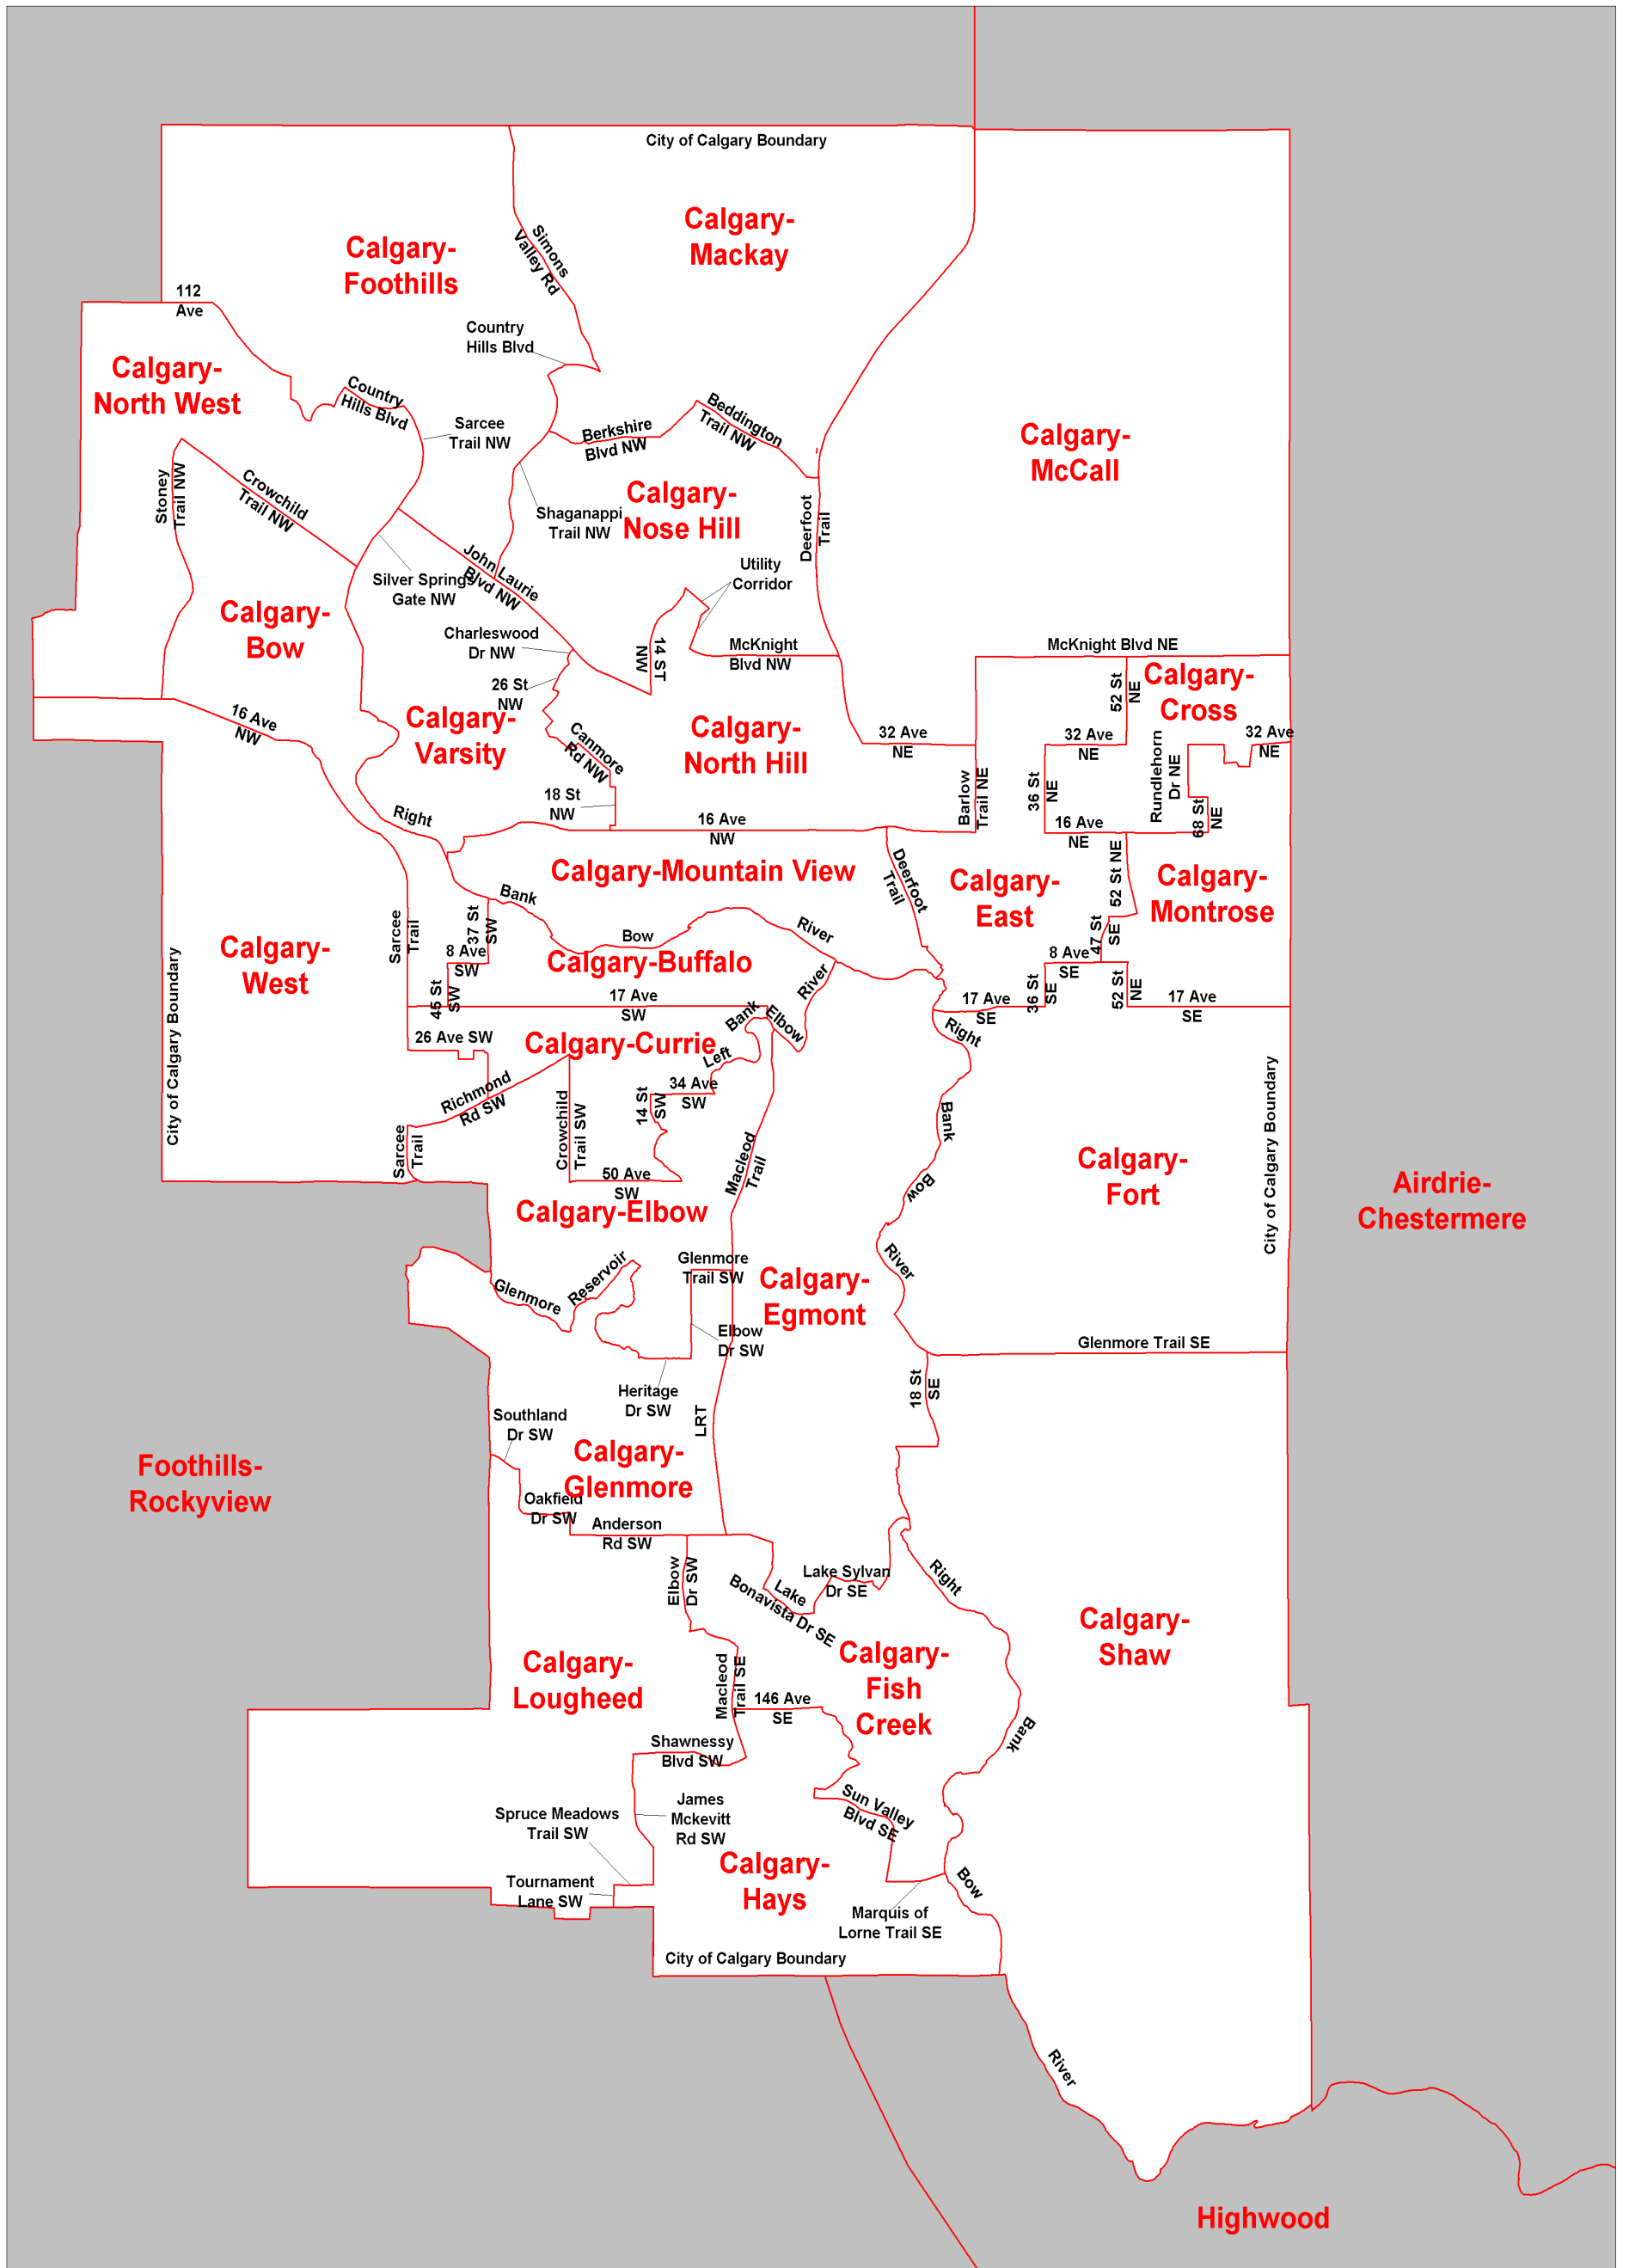 City of Calgary Boundary
Calgary-
Mackay
Calgary-
Foothills
Simons
Valley Rd
112
Ave
Country
Hills Blvd
Calgary-
North West
Country
Hills Blvd
Sarcee
Trail NW
Berkshire
Blvd NW
Beddington
Trail NW
Calgary-
McCall
Stoney
Trail NW
Crowchild
Trail NW
Calgary-
Nose Hill
Shaganappi
Trail NW
Deerfoot
Trail
John Laurie
Blvd NW
Silver Springs
Gate NW
Utility
Corridor
Calgary-
Bow
Charleswood
Dr NW
14 ST
NW
McKnight
Blvd NW
McKnight Blvd NE
26 St
NW
52 St
NE
Calgary-
Cross
16 Ave
NW
Calgary-
Varsity
Canmore
Rd NW
Calgary-
North Hill
32 Ave
NE
32 Ave
NE
32 Ave
NE
Rundlehorn
Dr NE
18 St
NW
Barlow
Trail NE
36 St
NE
68 St
NE
Right
16 Ave
NW
16 Ave
NE
Calgary-Mountain View
Deerfoot
Trail
Calgary-
East
52 St NE
Calgary-
Montrose
Bank
37 St
SW
Bow
River
47 St
SE
Sarcee
Trail
Calgary-
West
8 Ave
SW
Calgary-Buffalo
8 Ave
SE
45 St
SW
17 Ave
SW
River
17 Ave
SE
36 St
SE
52 St
NE
17 Ave
SE
City of Calgary Boundary
26 Ave SW
Calgary-Currie
Bank
Elbow
Left
Right
Richmond
Rd SW
Crowchild
Trail SW
14 St
SW
34 Ave
SW
Bank
City of Calgary Boundary
Sarcee
Trail
50 Ave
SW
Macleod
Trail
Bow
Calgary-
Fort
Airdrie-
Chestermere
Calgary-Elbow
Glenmore
Reservoir
Glenmore
Trail SW
River
Calgary-
Egmont
Elbow
Dr SW
Glenmore Trail SE
Heritage
Dr SW
18 St
SE
Southland
Dr SW
LRT
Calgary-
Glenmore
Foothills-
Rockyview
Oakfield
Dr SW
Anderson
Rd SW
Elbow
Dr SW
Lake
Bonavista Dr SE
Lake Sylvan
Dr SE
Right
Calgary-
Shaw
Calgary-
Lougheed
Macleod
Trail SE
Calgary-
Fish
Creek
146 Ave
SE
Bank
Shawnessy
Blvd SW
Spruce Meadows
Trail SW
James
Mckevitt
Rd SW
Sun Valley
Blvd SE
Calgary-
Hays
Tournament
Lane SW
Bow
Marquis of
Lorne Trail SE
City of Calgary Boundary
River
Highwood